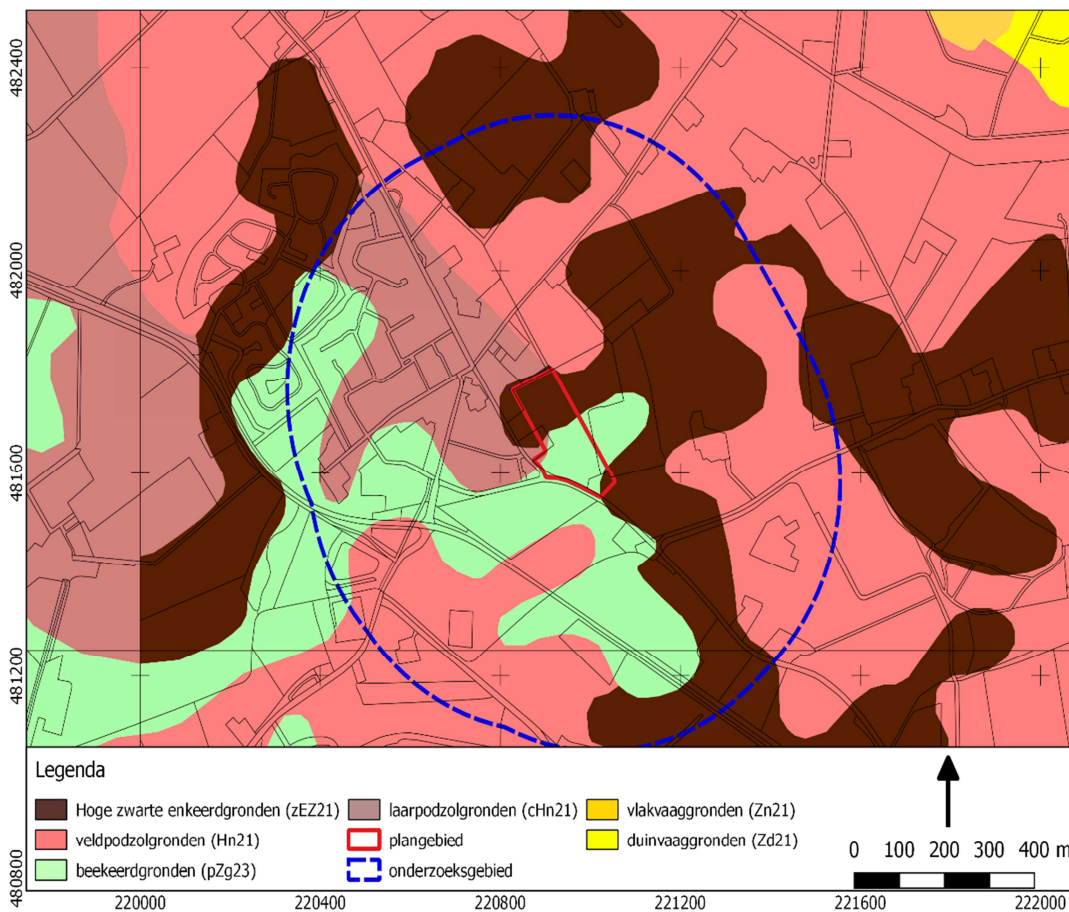 482400
482000
481600
481200
480800
Legenda
Hoge zwarte enkeerdgronden (zEZ21)
veldpodzolgronden (Hn21)
beekeerdgronden (pZg23)
laarpodzolgronden (cHn21)
plangebied
onderzoeksgebied
vlakvaaggronden (Zn21)
duinvaaggronden (Zd21)
0 100 200 300 400 m
220000 220400 220800 221200 221600 222000